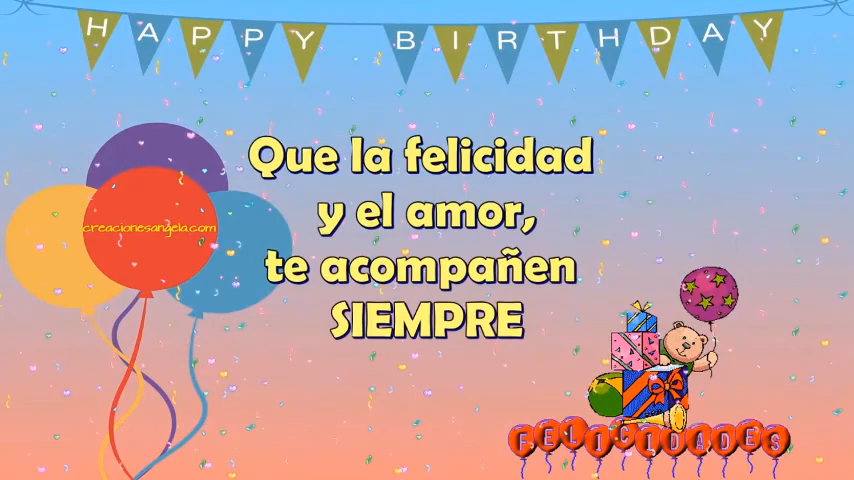 HAPPY BIRTHDAY
Que la felicidad
creacionesangela.com
y el amor,
te acompañen
SIEMPRE
FELICIDADES